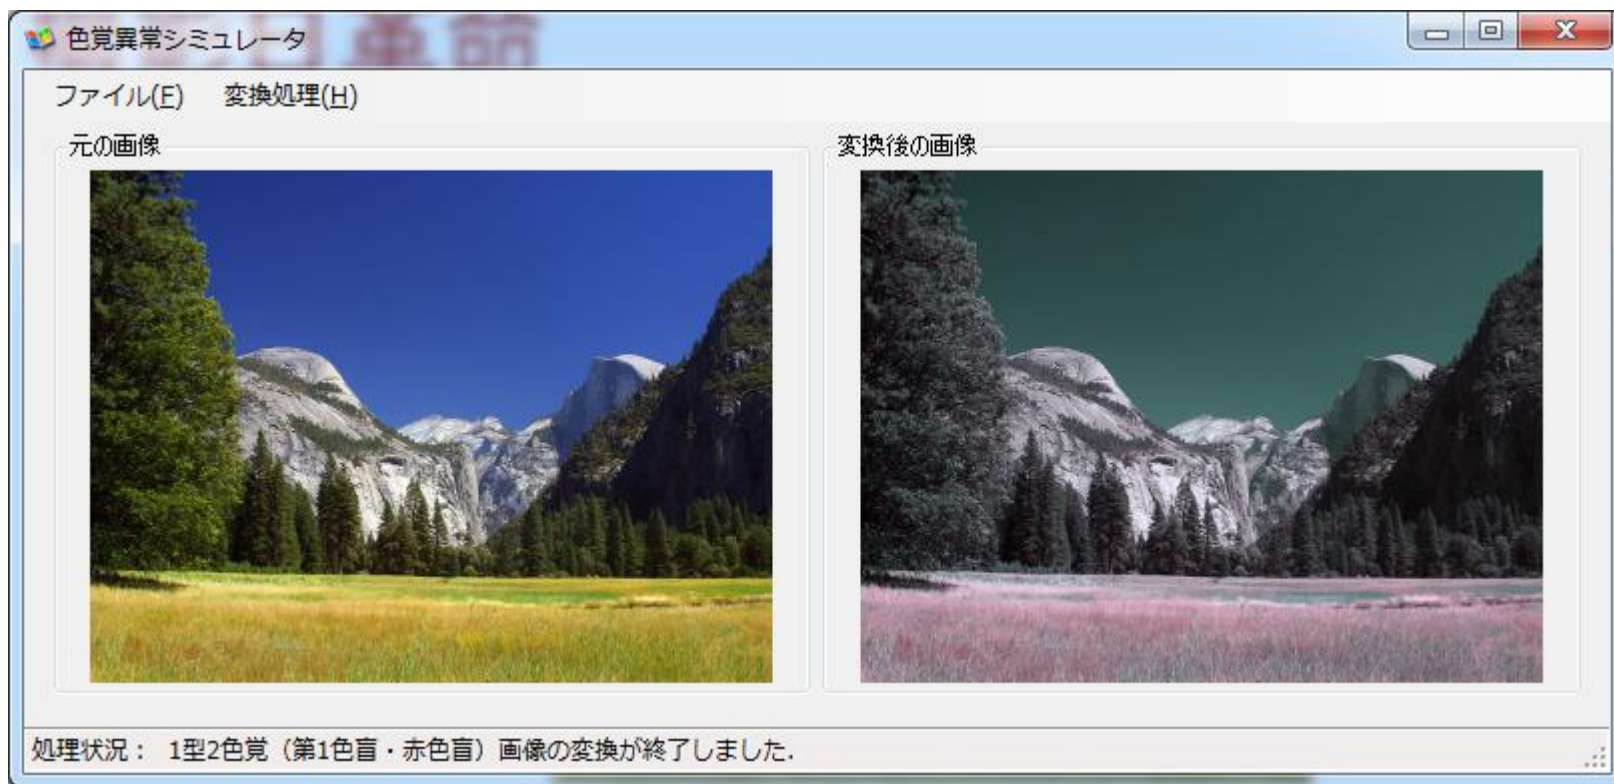 色覚異常シミュレータ
ファイル(F) 変換処理(H)
元の画像
変換後の画像
処理状況： 1型2色覚（第1色盲・赤色盲）画像の変換が終了しました.